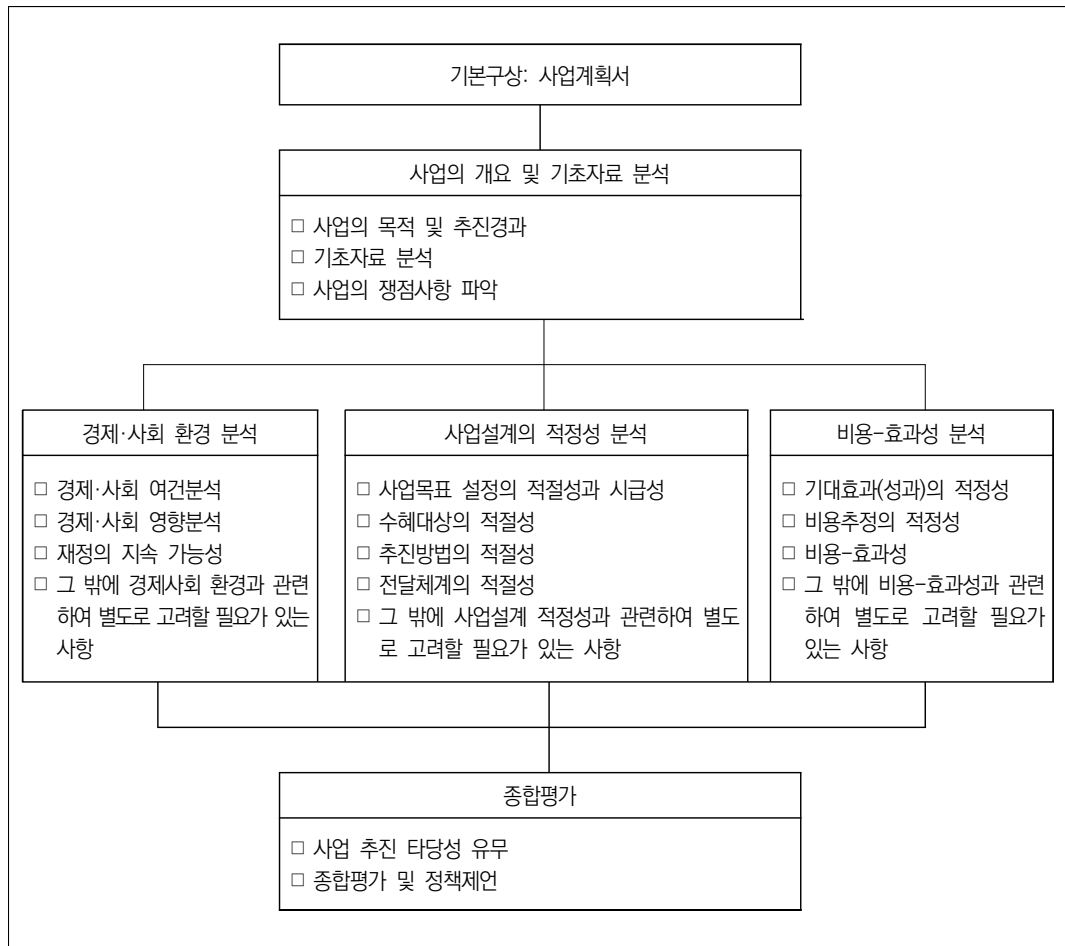 기본구상: 사업계획서
사업의 개요 및 기초자료 분석
□ 사업의 목적 및 추진경과
□ 기초자료 분석
□ 사업의 쟁점사항 파악
경제·사회 환경 분석
□ 경제·사회 여건분석
□ 경제·사회 영향분석
□ 재정의 지속 가능성
□ 그 밖에 경제사회 환경과 관련
하여 별도로 고려할 필요가 있는
사항
사업설계의 적정성 분석
□ 사업목표 설정의 적절성과 시급성
□ 수혜대상의 적절성
□ 추진방법의 적절성
□ 전달체계의 적절성
□ 그 밖에 사업설계 적정성과 관련하여 별도
로 고려할 필요가 있는 사항
비용-효과성 분석
□ 기대효과(성과)의 적정성
□ 비용추정의 적정성
□ 비용-효과성
□ 그 밖에 비용-효과성과 관련
하여 별도로 고려할 필요가
있는 사항
종합평가
□ 사업 추진 타당성 유무
□ 종합평가 및 정책제언